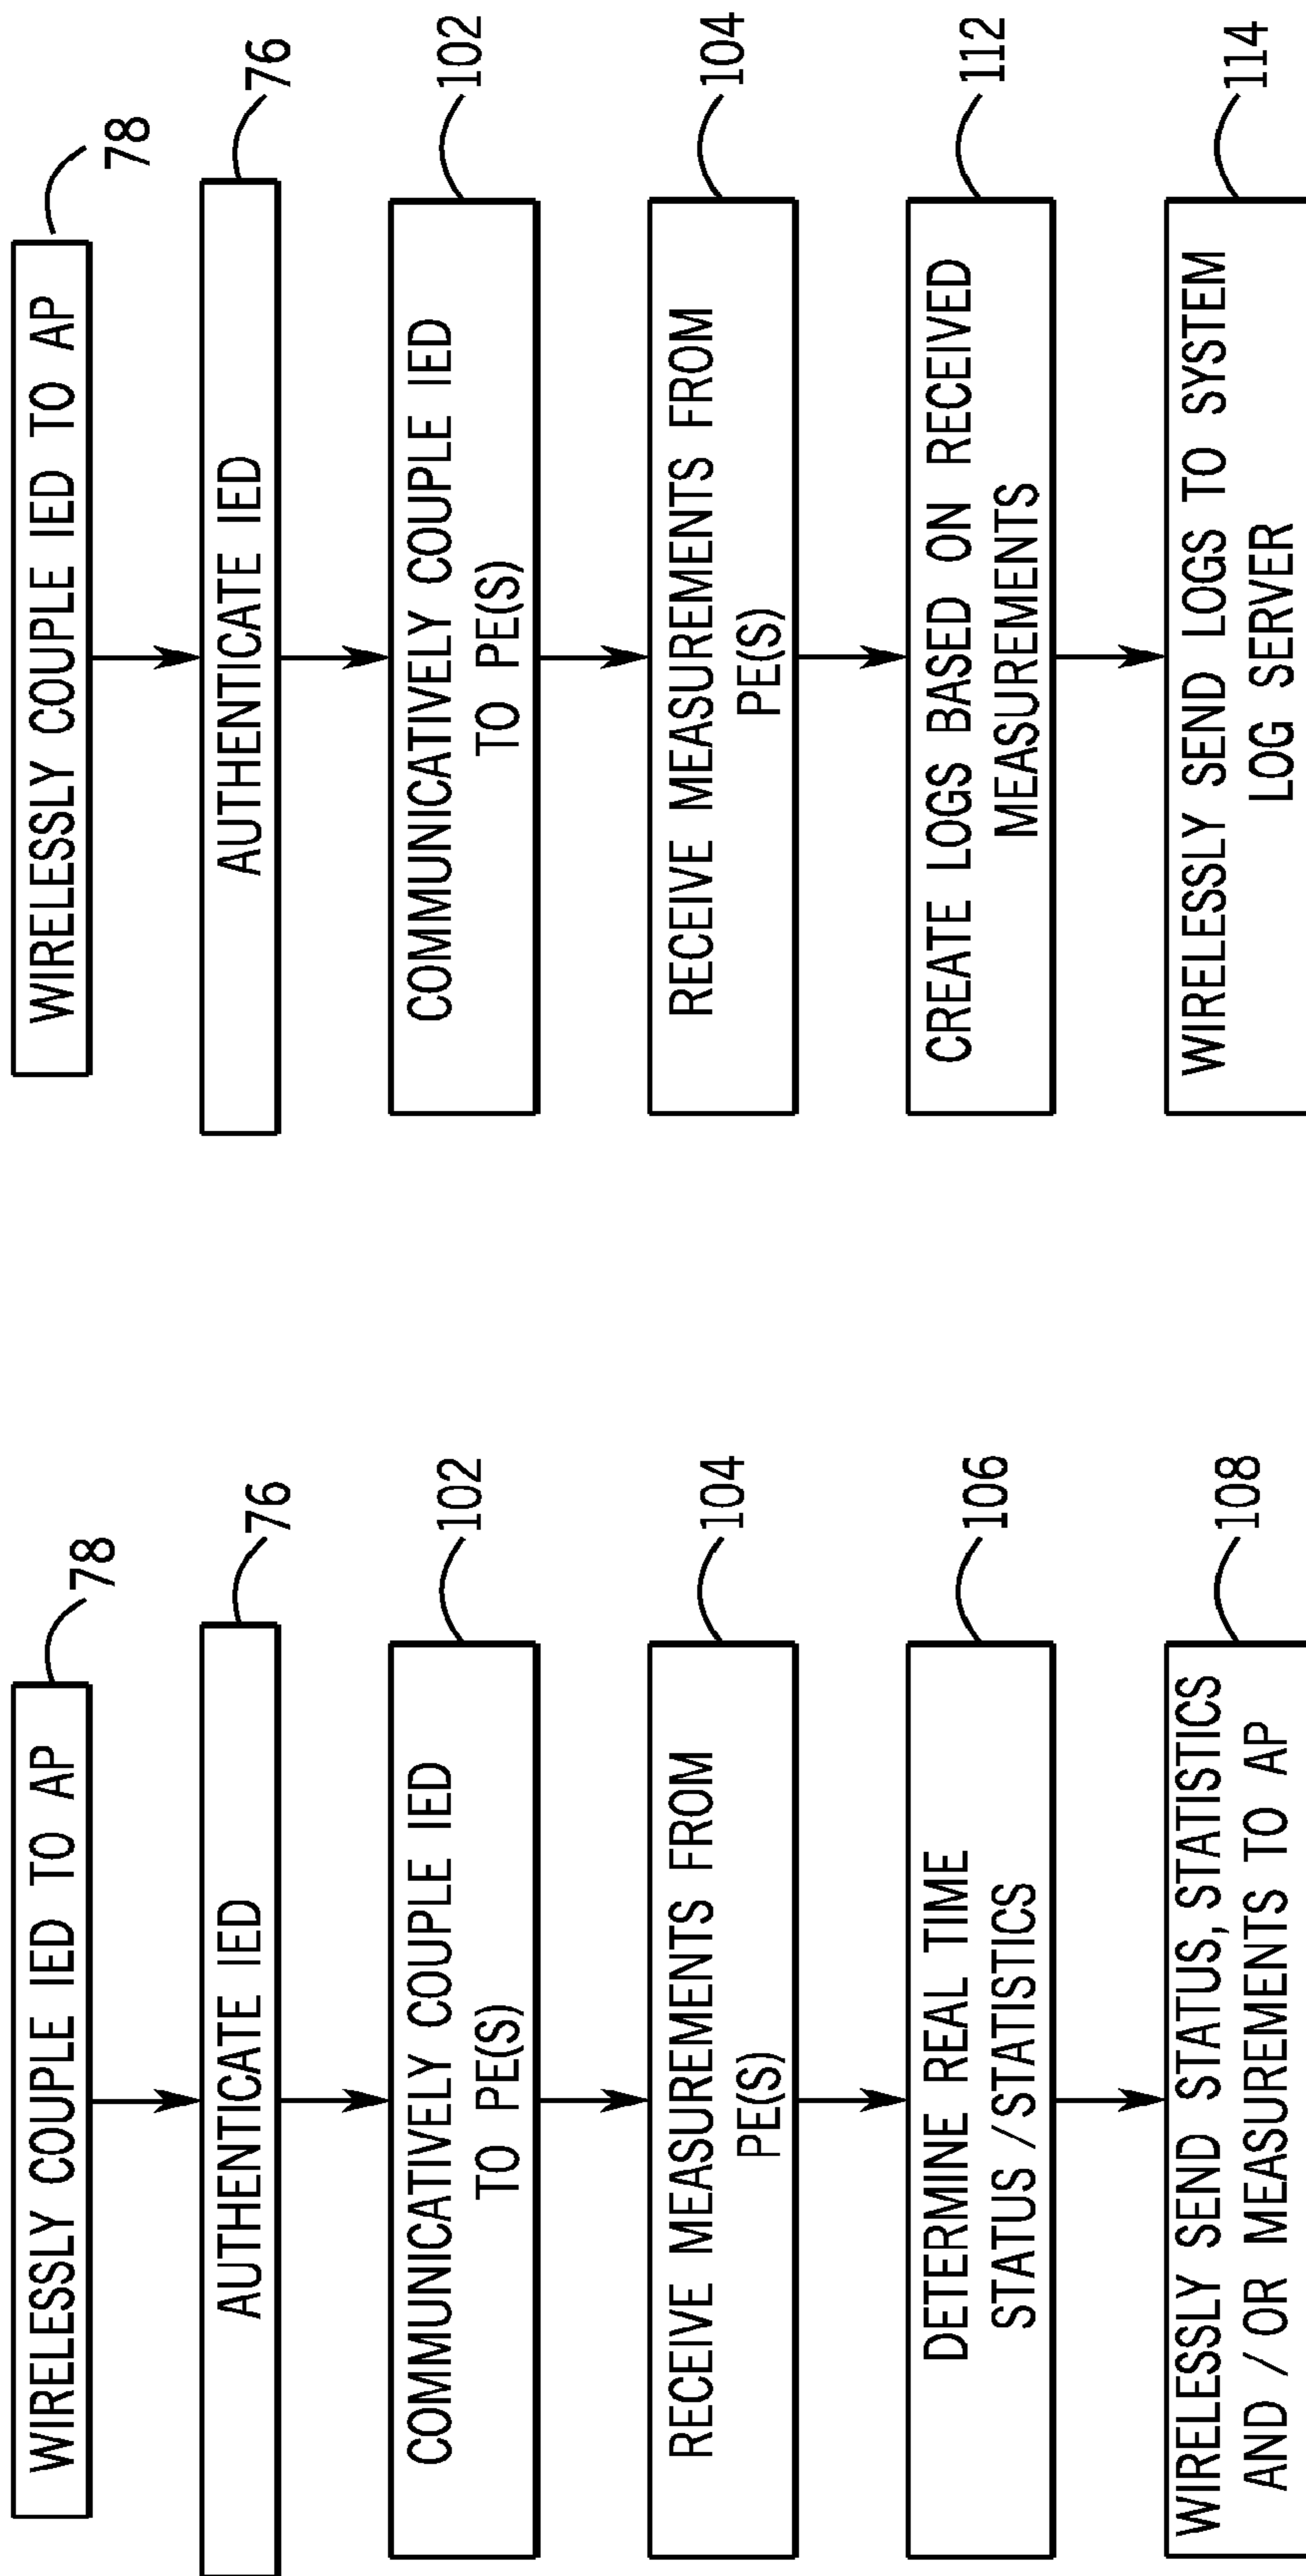 WIRELESSLY COUPLE IED TO AP
78
AUTHENTICATE IED
76
COMMUNICATIVELY COUPLE IED
TO PE(S)
102
RECEIVE MEASUREMENTS FROM
PE(S)
104
DETERMINE REAL TIME
STATUS / STATISTICS
106
WIRELESSLY SEND STATUS, STATISTICS
AND / OR MEASUREMENTS TO AP
108
WIRELESSLY COUPLE IED TO AP
78
AUTHENTICATE IED
76
COMMUNICATIVELY COUPLE IED
TO PE(S)
102
RECEIVE MEASUREMENTS FROM
PE(S)
104
CREATE LOGS BASED ON RECEIVED
MEASUREMENTS
112
WIRELESSLY SEND LOGS TO SYSTEM
LOG SERVER
114